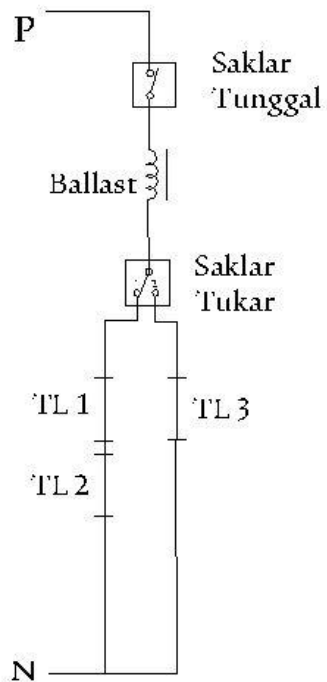 P
Saklar
Tunggal
Ballast
Saklar
Tukar
TL 1
TL 3
TL 2
N